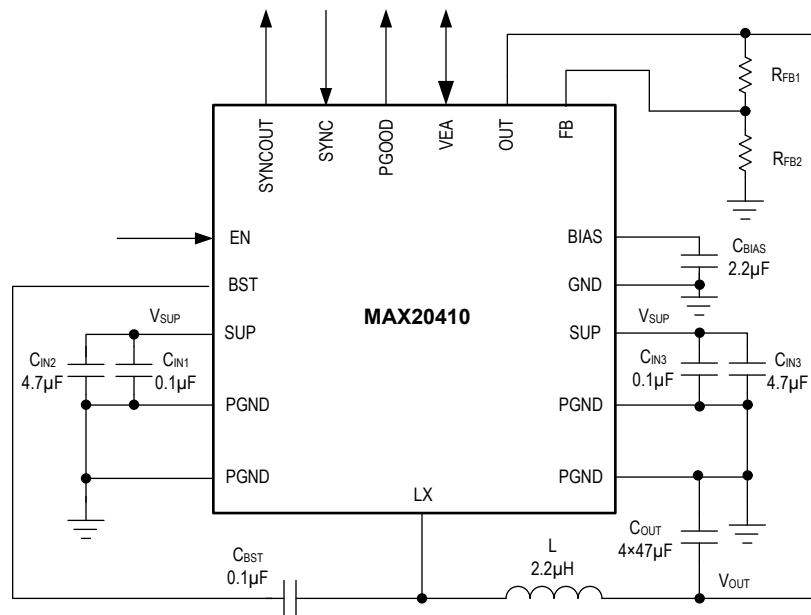 SYNCOUT
SYNC
PGOOD
VEA
OUT
FB
RFB1
RFB2
EN
BST
SUP
PGND
PGND
MAX20410
BIAS
GND
SUP
PGND
PGND
LX
CBIAS
2.2µF
VSUP
CIN2
4.7µF
CIN1
0.1µF
VSUP
CIN3
0.1µF
CIN3
4.7µF
COUT
4×47µF
CBST
0.1µF
L
2.2µH
VOUT